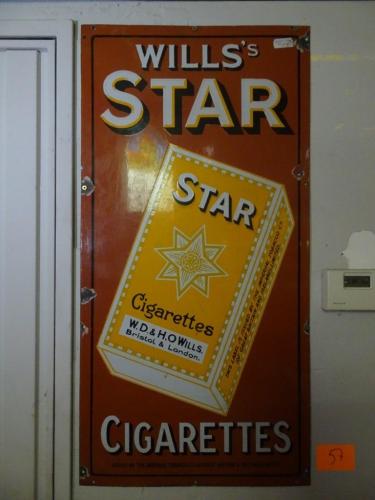 WILLS'S
STAR
STAR
Cigarettes
W.D. & H.O WILLS.
Bristol & London.
CIGARETTES
57